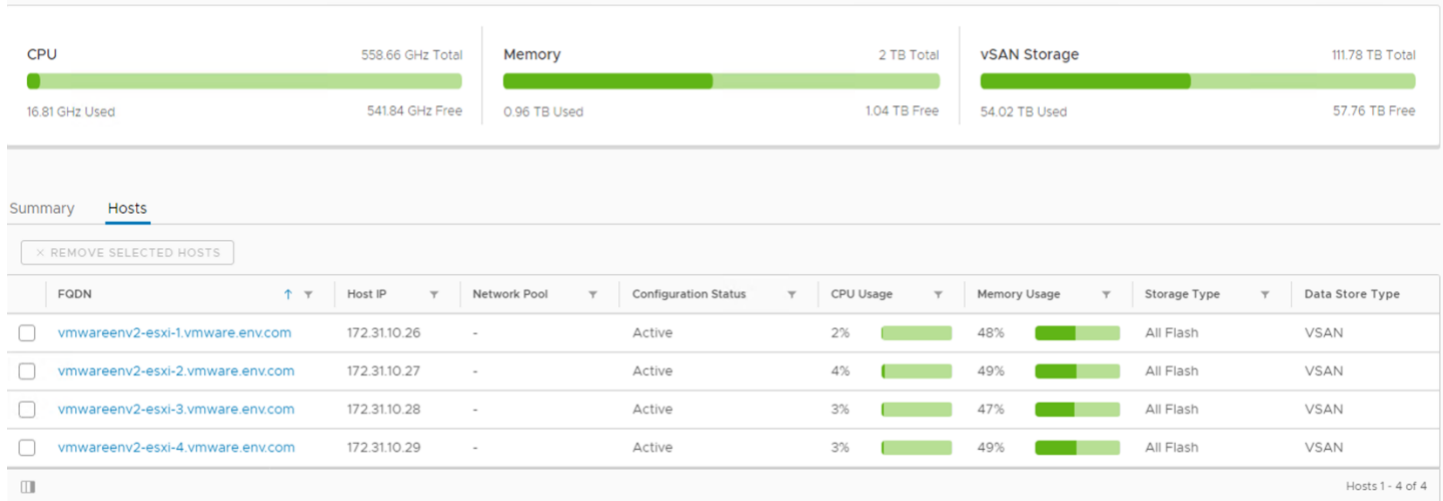 CPU 558.66 GHz Total
16.81 GHz Used 541.84 GHz Free
Memory 2 TB Total
0.96 TB Used 1.04 TB Free
vSAN Storage 111.78 TB Total
54.02 TB Used 57.76 TB Free
Summary Hosts
× REMOVE SELECTED HOSTS
FQDN Host IP Network Pool Configuration Status CPU Usage Memory Usage Storage Type Data Store Type
vmwareenv2-esxi-1.vmware.env.com 172.31.10.26 - Active 2% 48% All Flash VSAN
vmwareenv2-esxi-2.vmware.env.com 172.31.10.27 - Active 4% 49% All Flash VSAN
vmwareenv2-esxi-3.vmware.env.com 172.31.10.28 - Active 3% 47% All Flash VSAN
vmwareenv2-esxi-4.vmware.env.com 172.31.10.29 - Active 3% 49% All Flash VSAN
Hosts 1 - 4 of 4